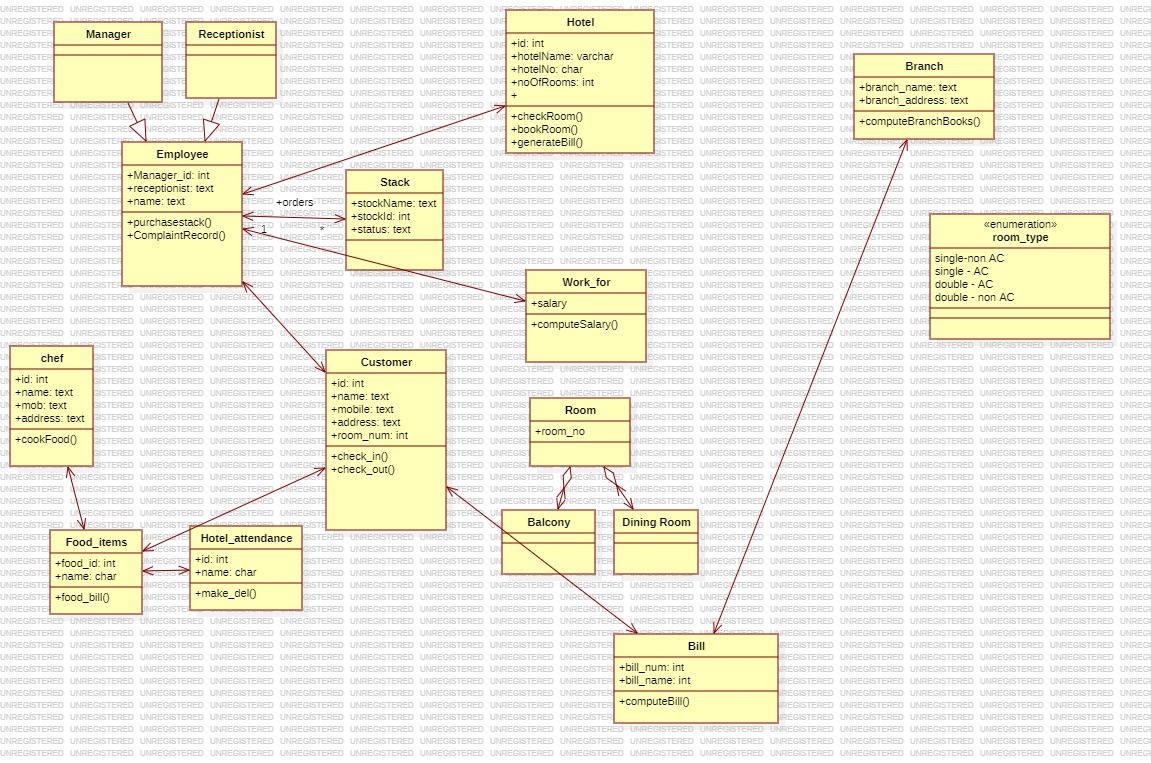 Manager
Receptionist
Hotel
+id: int
+hotelName: varchar
+hotelNo: char
+noOfRooms: int
+
+checkRoom()
+bookRoom()
+generateBill()
Branch
+branch_name: text
+branch_address: text
+computeBranchBooks()
Employee
+Manager_id: int
+receptionist: text
+name: text
+purchasestack()
+ComplaintRecord()
+orders
1
*
Stack
+stockName: text
+stockId: int
+status: text
«enumeration»
room_type
single-non AC
single - AC
double - AC
double - non AC
Work_for
+salary
+computeSalary()
chef
+id: int
+name: text
+mob: text
+address: text
+cookFood()
Customer
+id: int
+name: text
+mobile: text
+address: text
+room_num: int
+check_in()
+check_out()
Room
+room_no
Balcony
Dining Room
Food_items
+food_id: int
+name: char
+food_bill()
Hotel_attendance
+id: int
+name: char
+make_del()
Bill
+bill_num: int
+bill_name: int
+computeBill()
UNREGISTERED